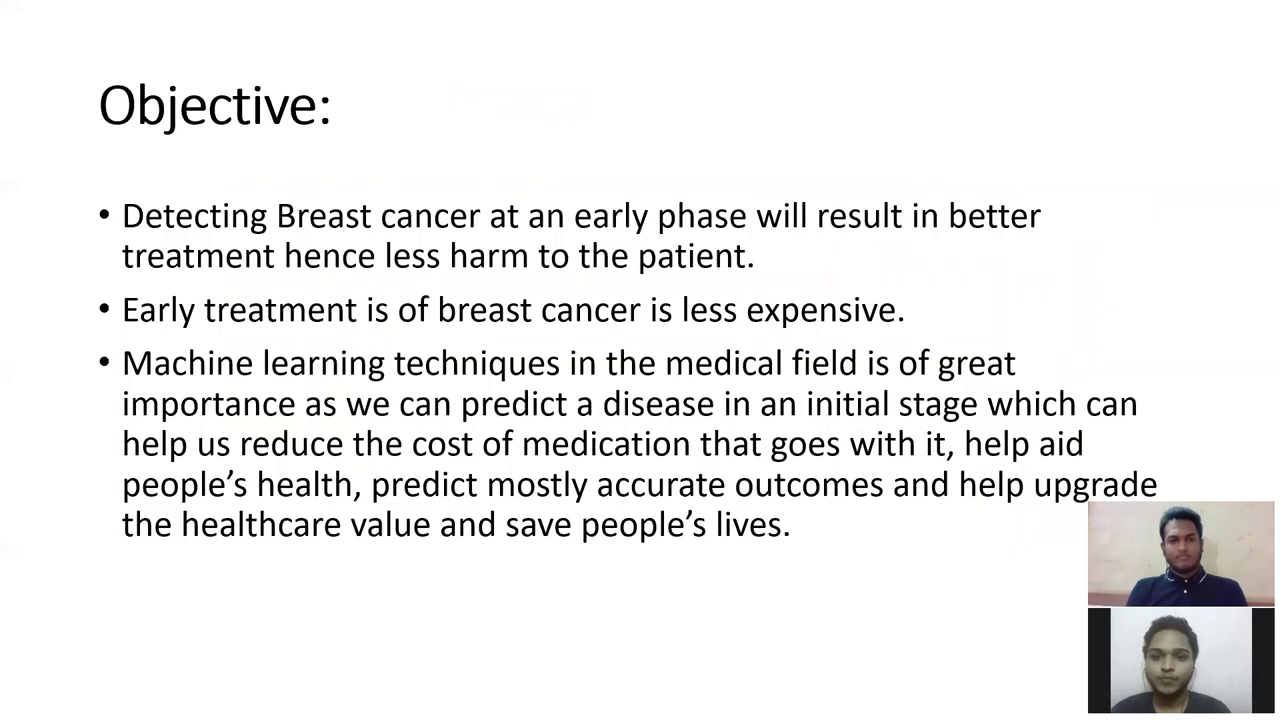 Objective:
• Detecting Breast cancer at an early phase will result in better
treatment hence less harm to the patient.
• Early treatment is of breast cancer is less expensive.
• Machine learning techniques in the medical field is of great
importance as we can predict a disease in an initial stage which can
help us reduce the cost of medication that goes with it, help aid
people’s health, predict mostly accurate outcomes and help upgrade
the healthcare value and save people’s lives.